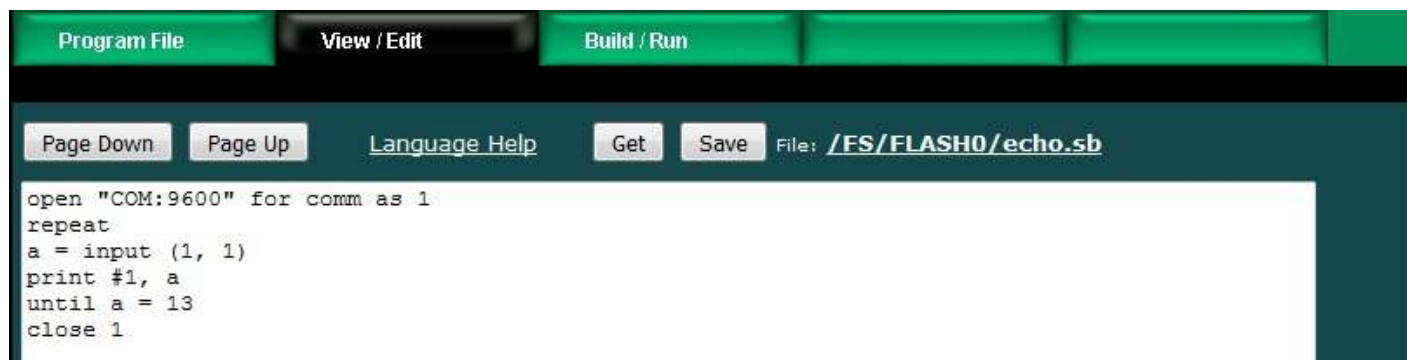 Program File View / Edit Build / Run
Page Down Page Up Language Help Get Save File: /FS/FLASH0/echo.sb
open "COM:9600" for comm as 1
repeat
a = input (1, 1)
print #1, a
until a = 13
close 1